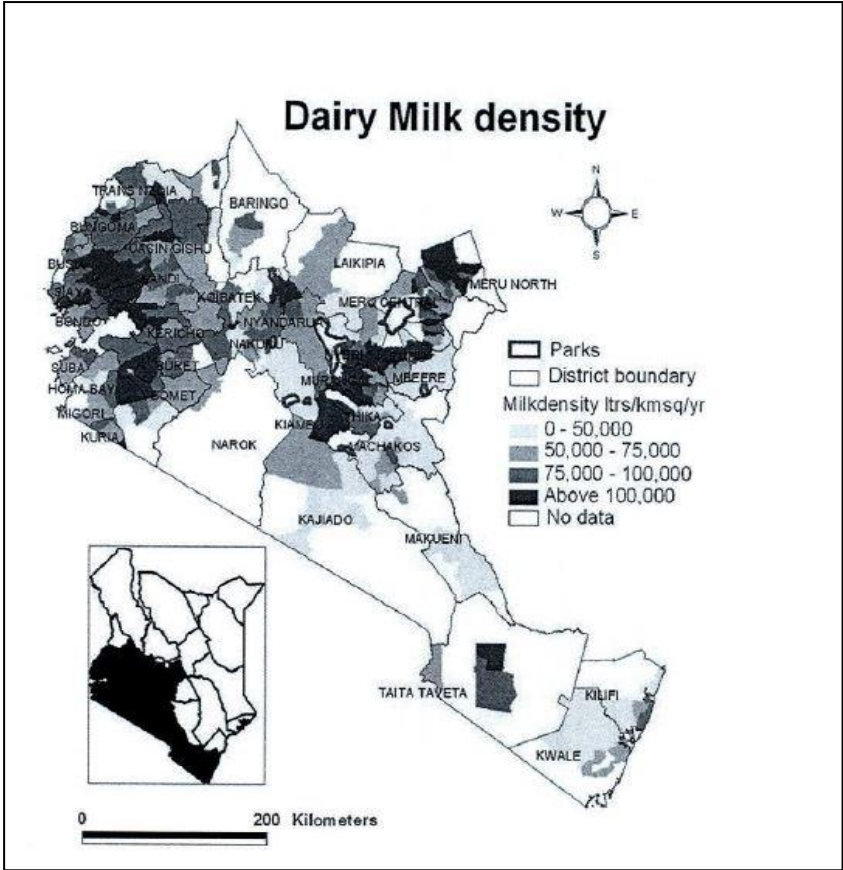 Dairy Milk density
N
W E
S
TRANS NZOIA
BARINGO
BUNGOMA
UASIN GISHU
LAIKIPIA
NANDI
MERU NORTH
KOIBATEK
MERU CENTRAL
BONDO
NYANDARUA
KERICHO
NAKURU
SUBA
BURET
MBEERE
HOMA BAY
BOMET
MIGORI
THIKA
KIAMBU
KURIA
NAROK
MACHAKOS
KAJIADO
MAKUENI
TAITA TAVETA
KILIFI
KWALE
Parks
District boundary
Milkdensity ltrs/kmsq/yr
0 - 50,000
50,000 - 75,000
75,000 - 100,000
Above 100,000
No data
0 200 Kilometers